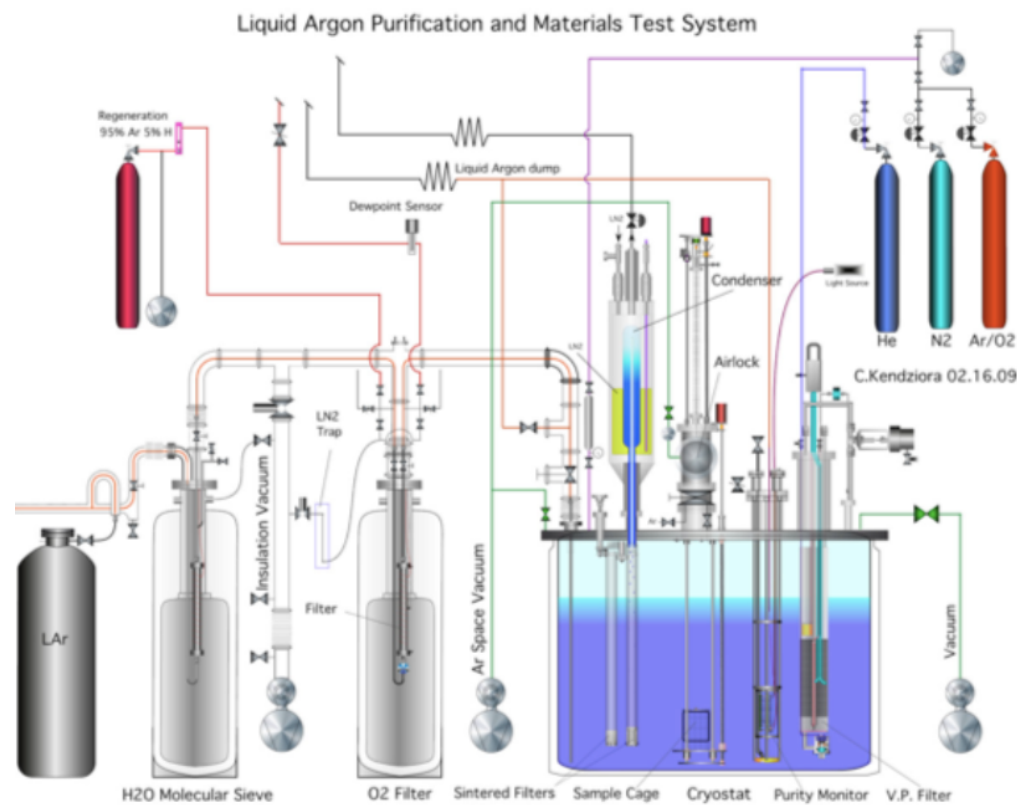 Liquid Argon Purification and Materials Test System
Regeneration
95% Ar 5% H
Liquid Argon dump
Dewpoint Sensor
LN2
Condenser
Light Source
He
N2
Ar/O2
LN2
Airlock
C.Kendziora 02.16.09
LN2
Trap
Insulation Vacuum
Ar
Filter
LAr
Ar Space Vacuum
Vacuum
H2O Molecular Sieve
O2 Filter
Sintered Filters
Sample Cage
Cryostat
Purity Monitor
V.P. Filter